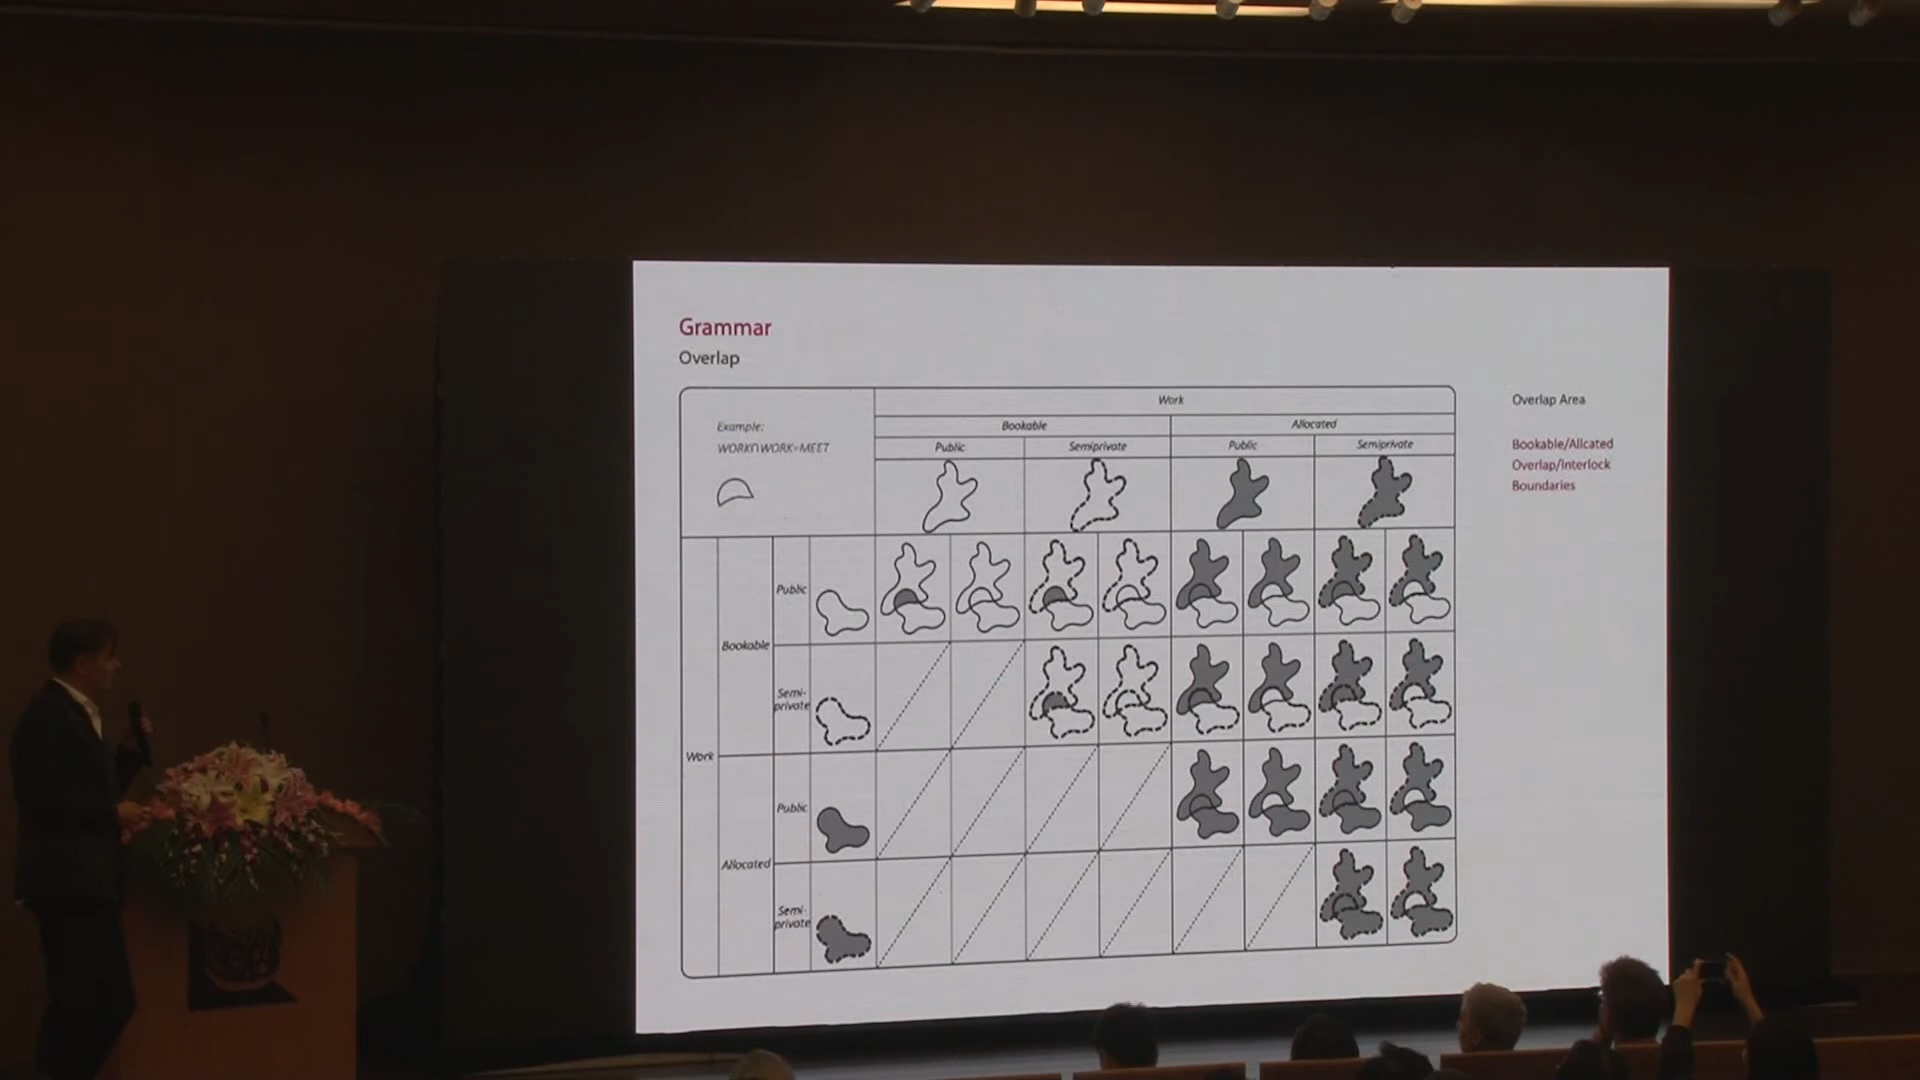 Grammar
Overlap
Example:
WORK∩WORK=MEET
Work
Bookable
Allocated
Public
Semiprivate
Public
Semiprivate
Work
Bookable
Public
Semi-
private
Allocated
Public
Semi-
private
Overlap Area
Bookable/Allcated
Overlap/Interlock
Boundaries